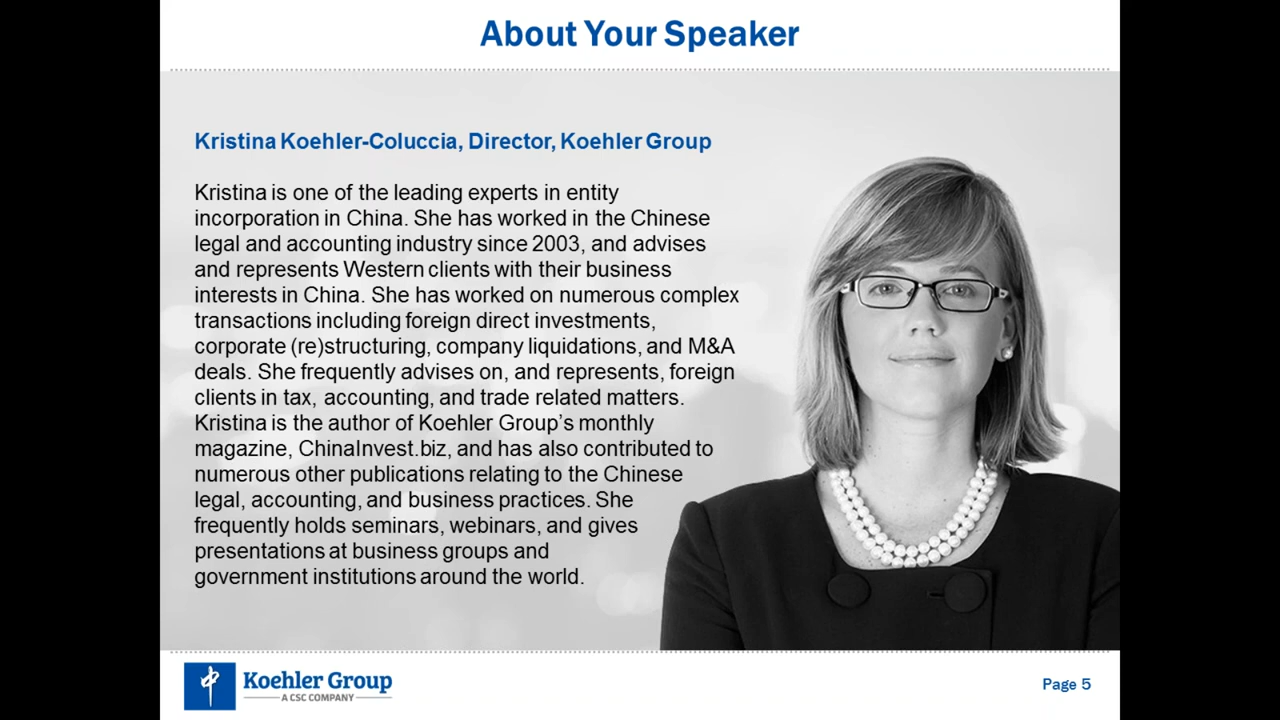 About Your Speaker
Kristina Koehler-Coluccia, Director, Koehler Group
Kristina is one of the leading experts in entity
incorporation in China. She has worked in the Chinese
legal and accounting industry since 2003, and advises
and represents Western clients with their business
interests in China. She has worked on numerous complex
transactions including foreign direct investments,
corporate (re)structuring, company liquidations, and M&A
deals. She frequently advises on, and represents, foreign
clients in tax, accounting, and trade related matters.
Kristina is the author of Koehler Group’s monthly
magazine, ChinaInvest.biz, and has also contributed to
numerous other publications relating to the Chinese
legal, accounting, and business practices. She
frequently holds seminars, webinars, and gives
presentations at business groups and
government institutions around the world.
Koehler Group
A CSC COMPANY
Page 5